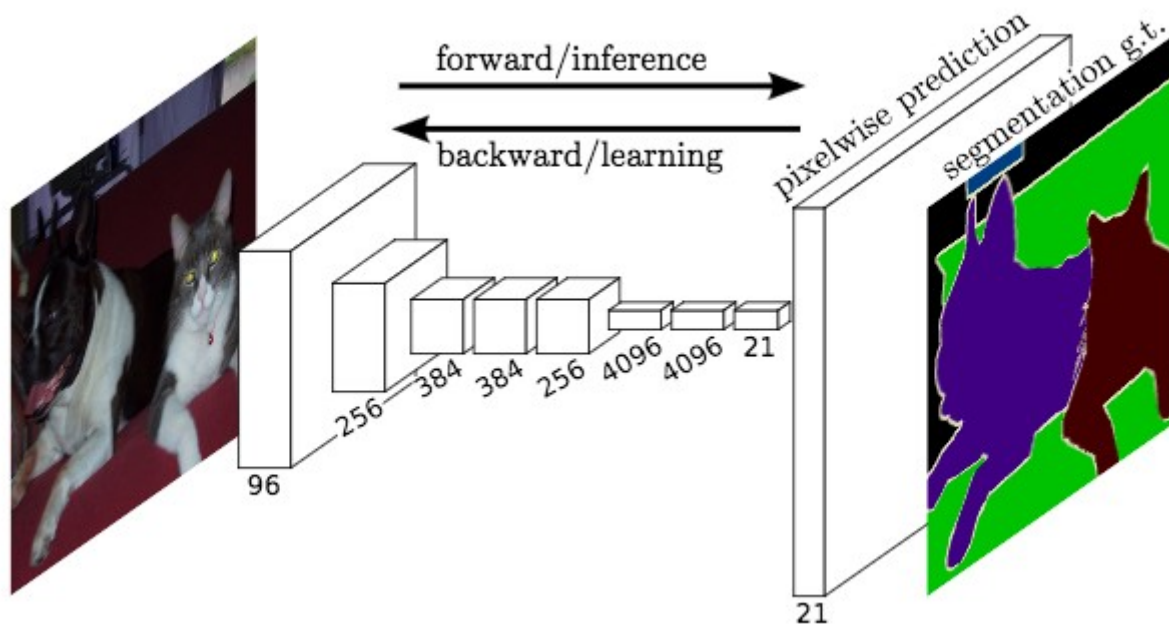 forward/inference
backward/learning
pixelwise prediction
segmentation g.t.
96
256
384
384
256
4096
4096
21
21